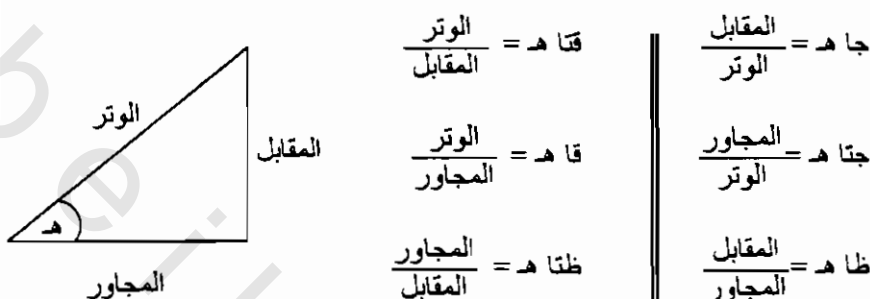 جا هـ = المقابل / الوتر
قتا هـ = الوتر / المقابل
جتا هـ = المجاور / الوتر
قا هـ = الوتر / المجاور
ظا هـ = المقابل / المجاور
ظتا هـ = المجاور / المقابل
الوتر
المقابل
هـ
المجاور